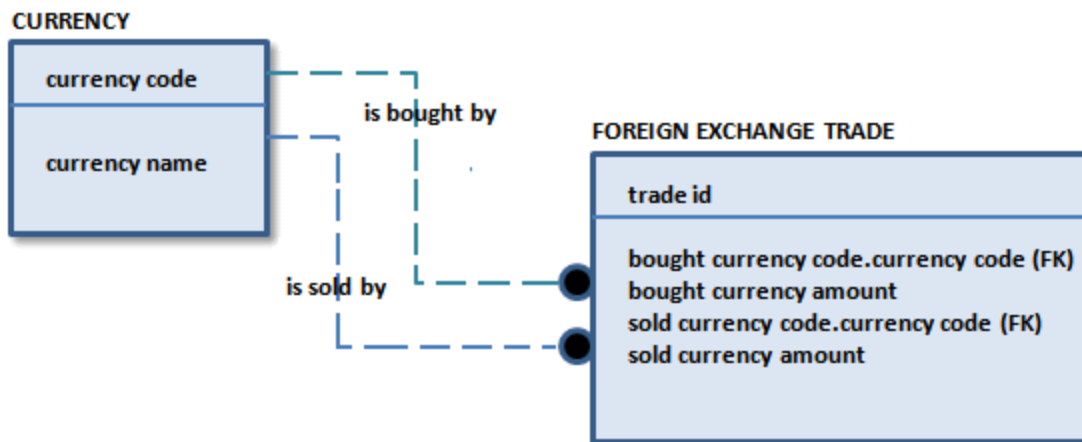 CURRENCY
currency code
is bought by
currency name
FOREIGN EXCHANGE TRADE
trade id
is sold by
bought currency code.currency code (FK)
bought currency amount
sold currency code.currency code (FK)
sold currency amount